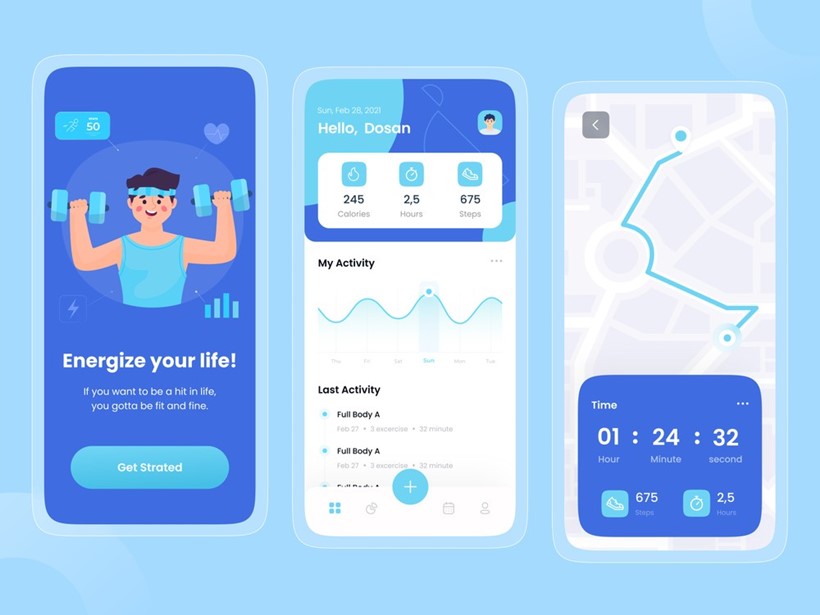 50
Energize your life!
If you want to be a hit in life,
you gotta be fit and fine.
Get Strated
Sun, Feb 28, 2021
Hello, Dosan
245
Calories
2,5
Hours
675
Steps
My Activity
Thu
Fri
Sat
Sun
Mon
Tue
Last Activity
Full Body A
Feb 27 • 3 excercise • 32 minute
Full Body A
Feb 27 • 3 excercise • 32 minute
Full Body A
Time
01 : 24 : 32
Hour Minute second
675
Steps
2,5
Hours